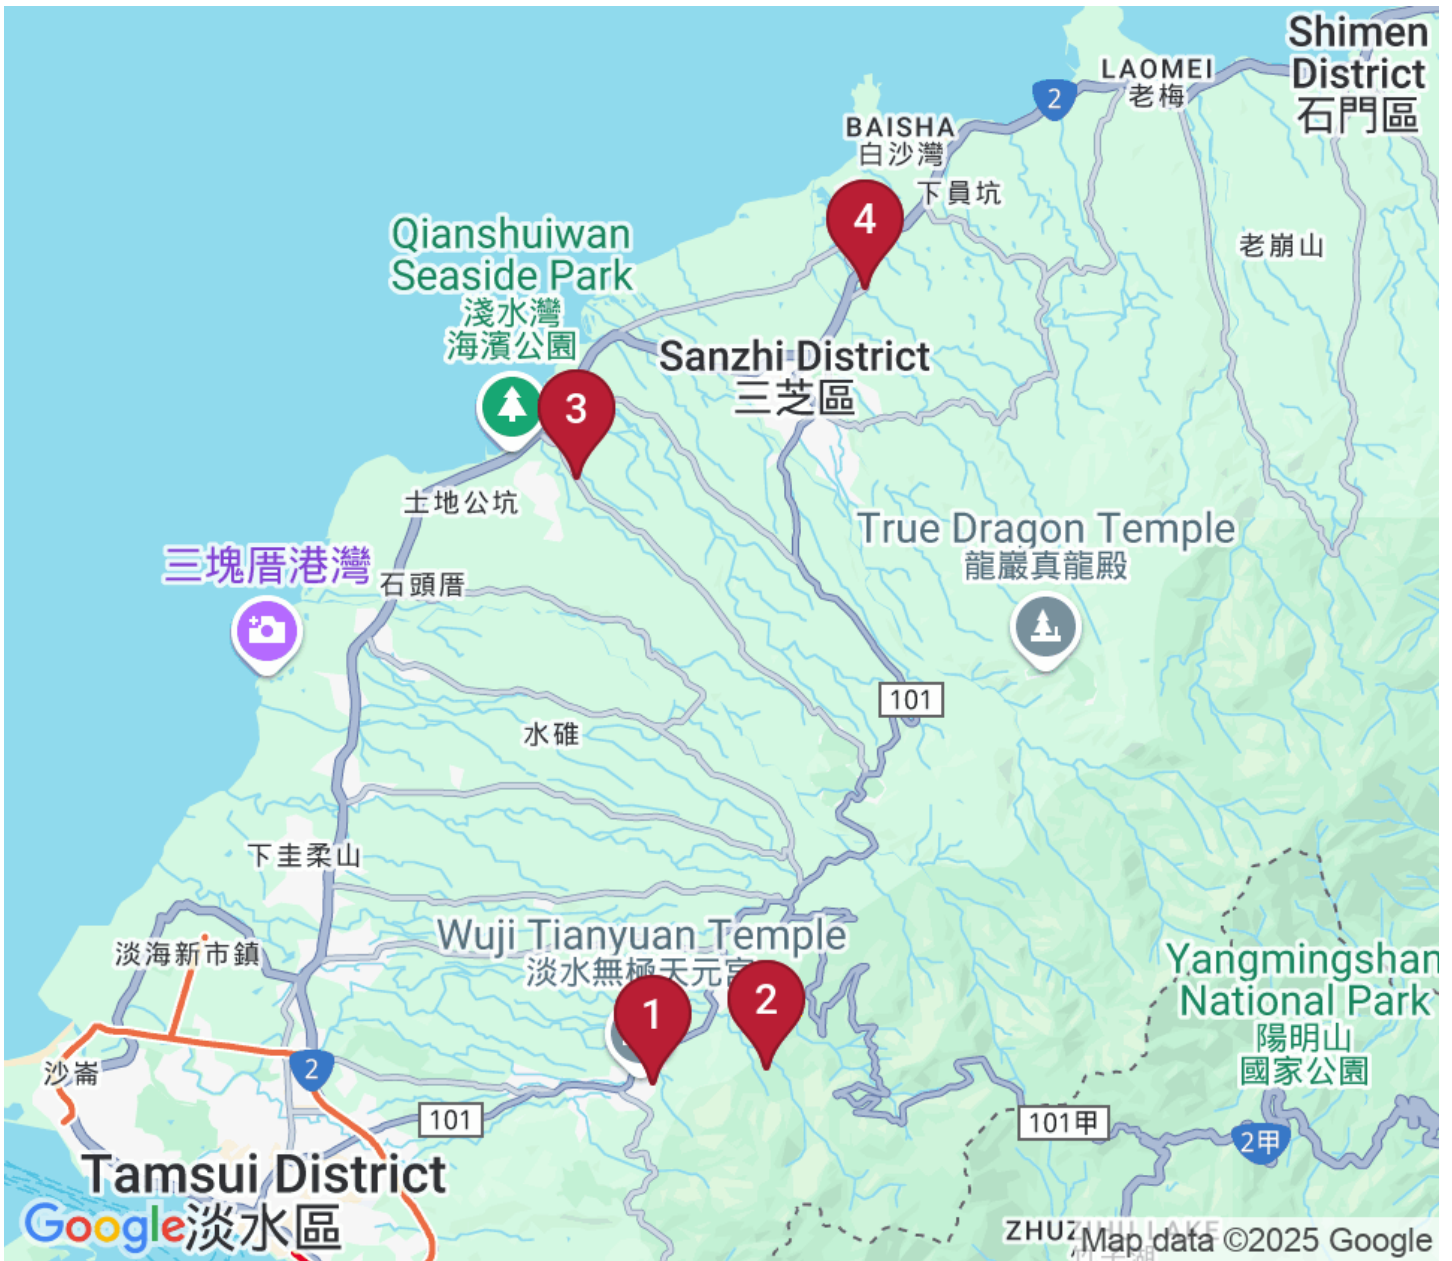 Shimen
District
石門區
LAOMEI
老梅
2
BAISHA
白沙灣
下員坑
4
老崩山
Qianshuiwan
Seaside Park
淺水灣
海濱公園
Sanzhi District
三芝區
3
土地公坑
True Dragon Temple
龍巖真龍殿
三塊厝港灣
石頭厝
101
水碓
下圭柔山
Wuji Tianyuan Temple
淡水無極天元宮
淡海新市鎮
Yangmingshan
National Park
陽明山
國家公園
1
2
沙崙
2
101
101甲
2甲
Tamsui District
淡水區
Google
Map data ©2025 Google